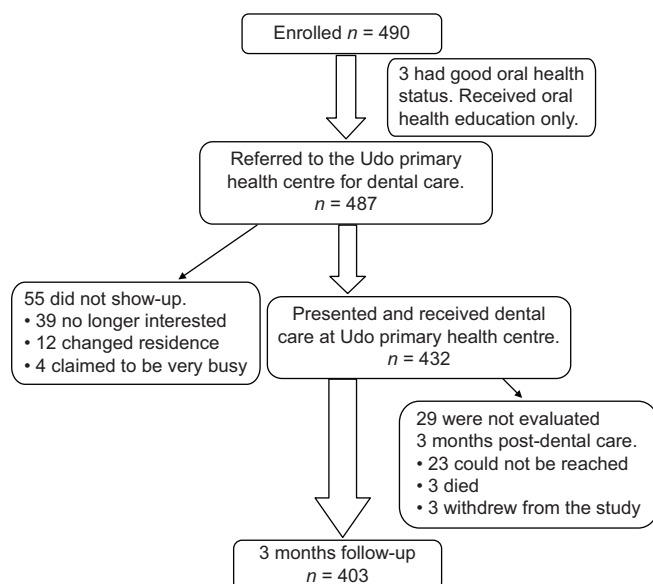 Enrolled n = 490
3 had good oral health
status. Received oral
health education only.
Referred to the Udo primary
health centre for dental care.
n = 487
55 did not show-up.
• 39 no longer interested
• 12 changed residence
• 4 claimed to be very busy
Presented and received dental
care at Udo primary health centre.
n = 432
29 were not evaluated
3 months post-dental care.
• 23 could not be reached
• 3 died
• 3 withdrew from the study
3 months follow-up
n = 403